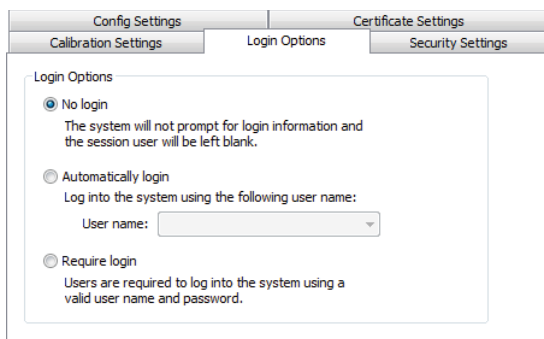 Config Settings
Certificate Settings
Calibration Settings
Login Options
Security Settings
Login Options
No login
The system will not prompt for login information and
the session user will be left blank.
Automatically login
Log into the system using the following user name:
User name:
Require login
Users are required to log into the system using a
valid user name and password.